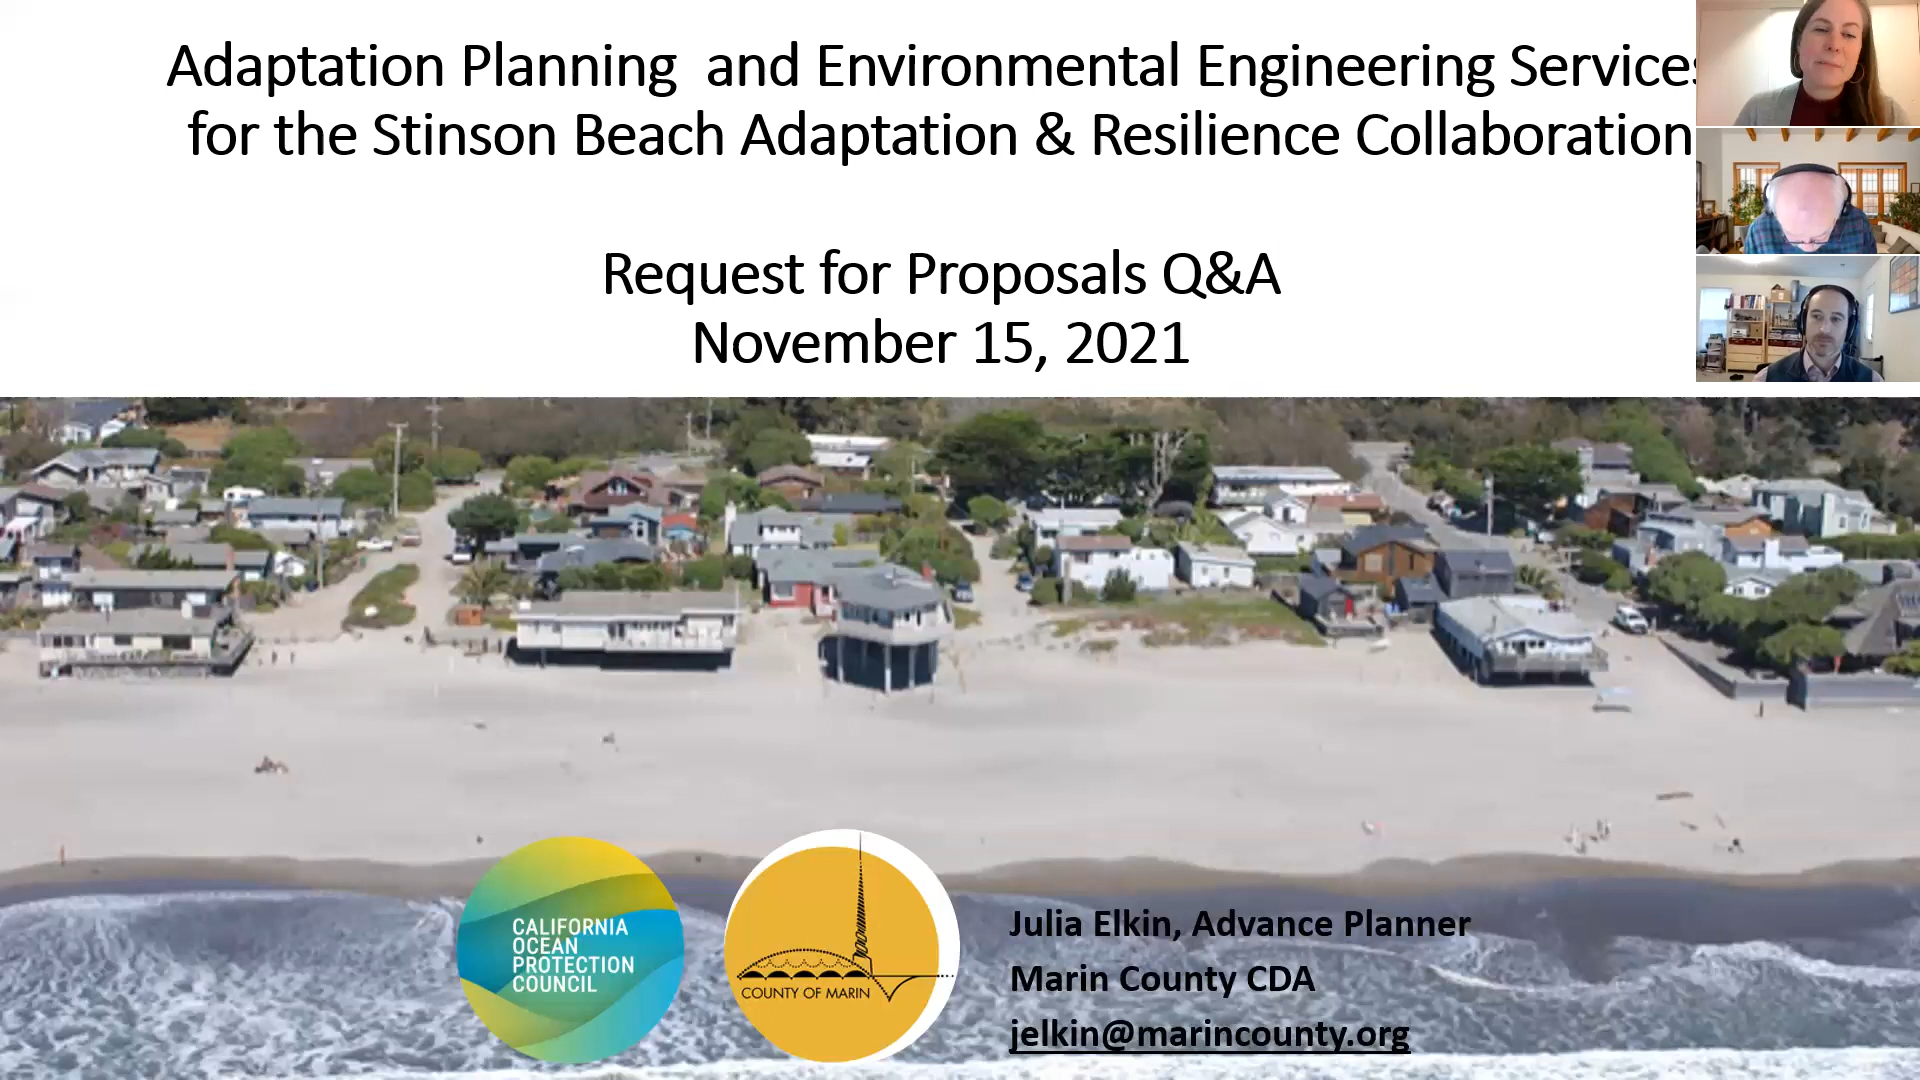 Adaptation Planning and Environmental Engineering Services
for the Stinson Beach Adaptation & Resilience Collaboration
Request for Proposals Q&A
November 15, 2021
CALIFORNIA
OCEAN
PROTECTION
COUNCIL
COUNTY OF MARIN
Julia Elkin, Advance Planner
Marin County CDA
jelkin@marincounty.org